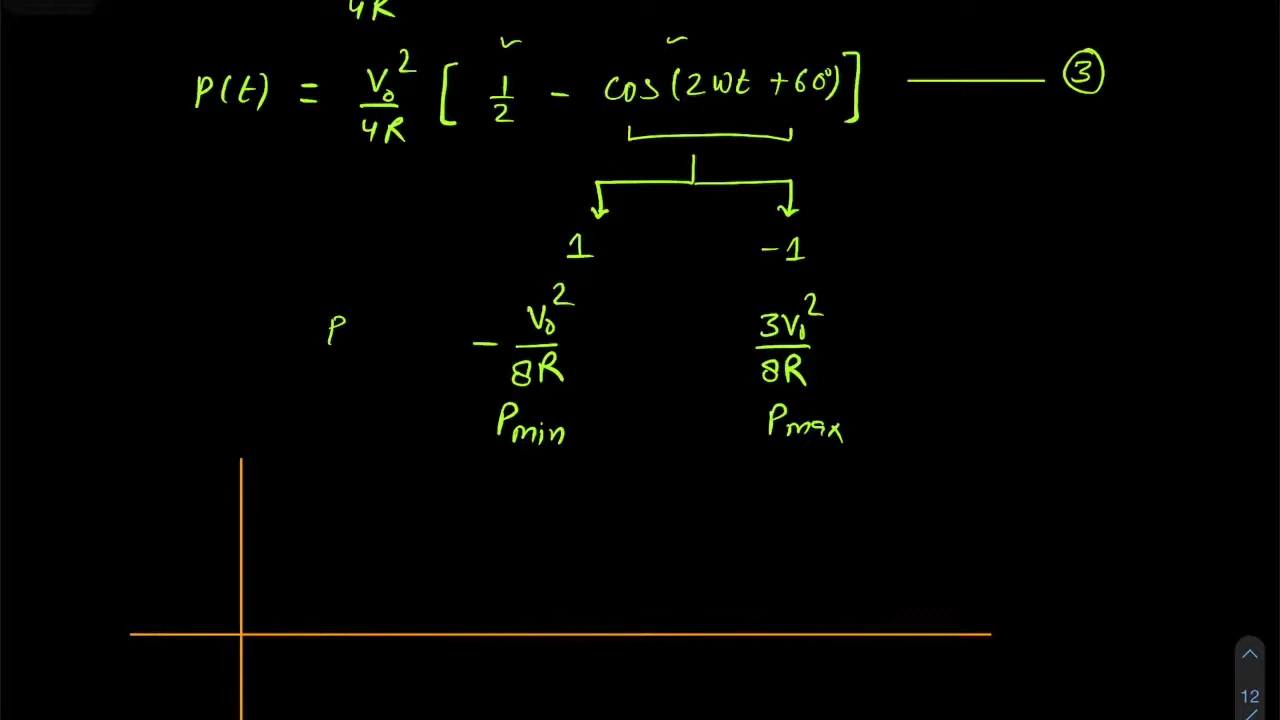 4R
P(t) = V₀²/4R [ 1/2 - cos(2ωt + 60°) ] ——— ③
1 -1
P - V₀²/8R 3V₀²/8R
Pmin Pmax
12